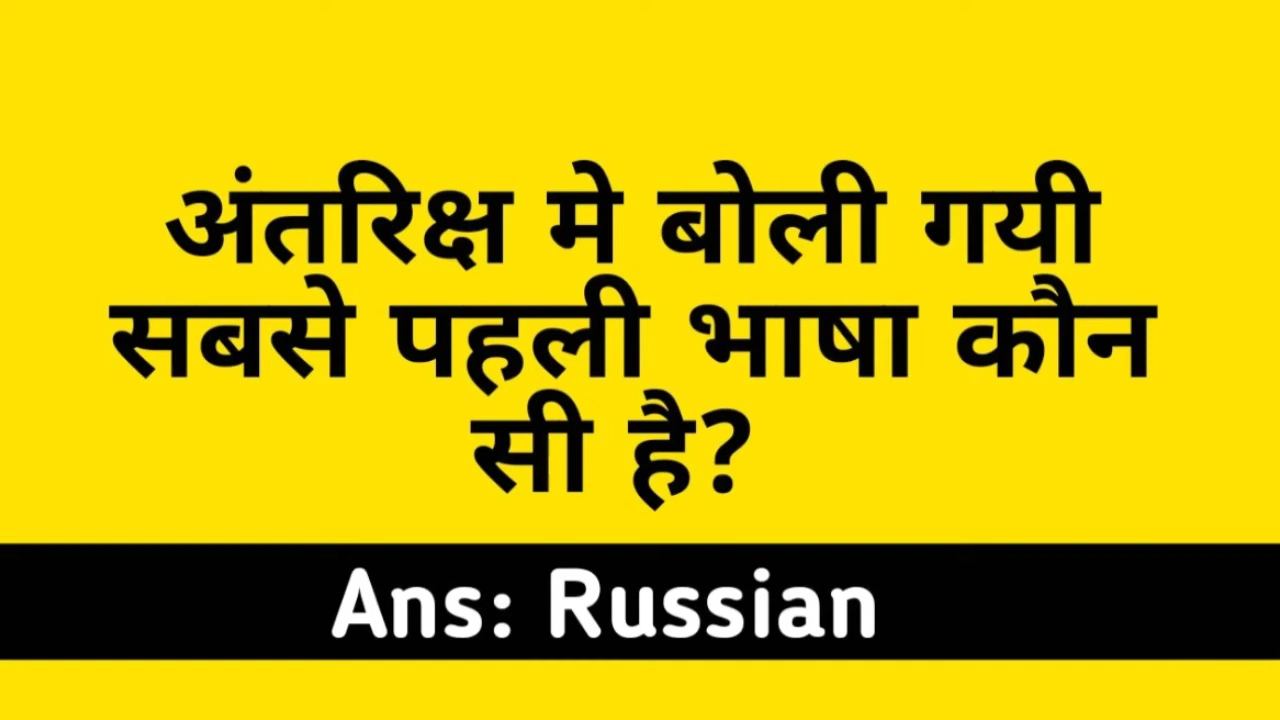 अंतरिक्ष मे बोली गयी
सबसे पहली भाषा कौन
सी है?
Ans: Russian